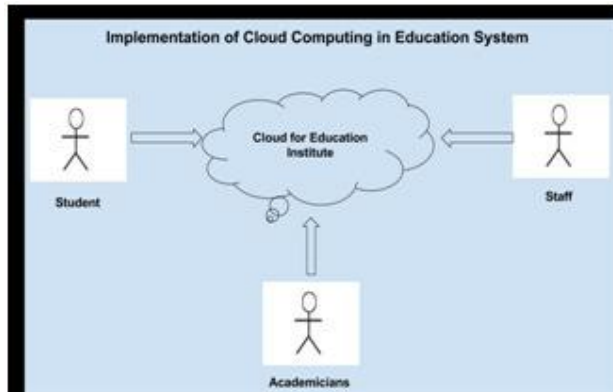 Implementation of Cloud Computing in Education System
Cloud for Education
Institute
Student
Staff
Academicians